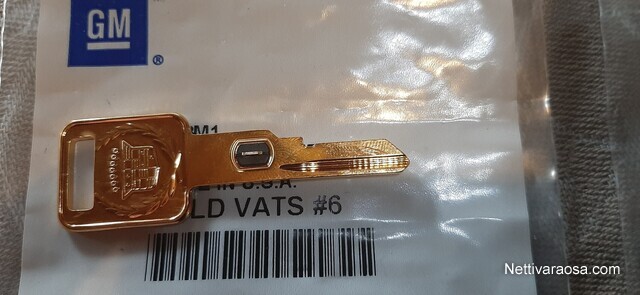 GM
®
IN U.S.A.
LD VATS #6
Nettivaraosa.com